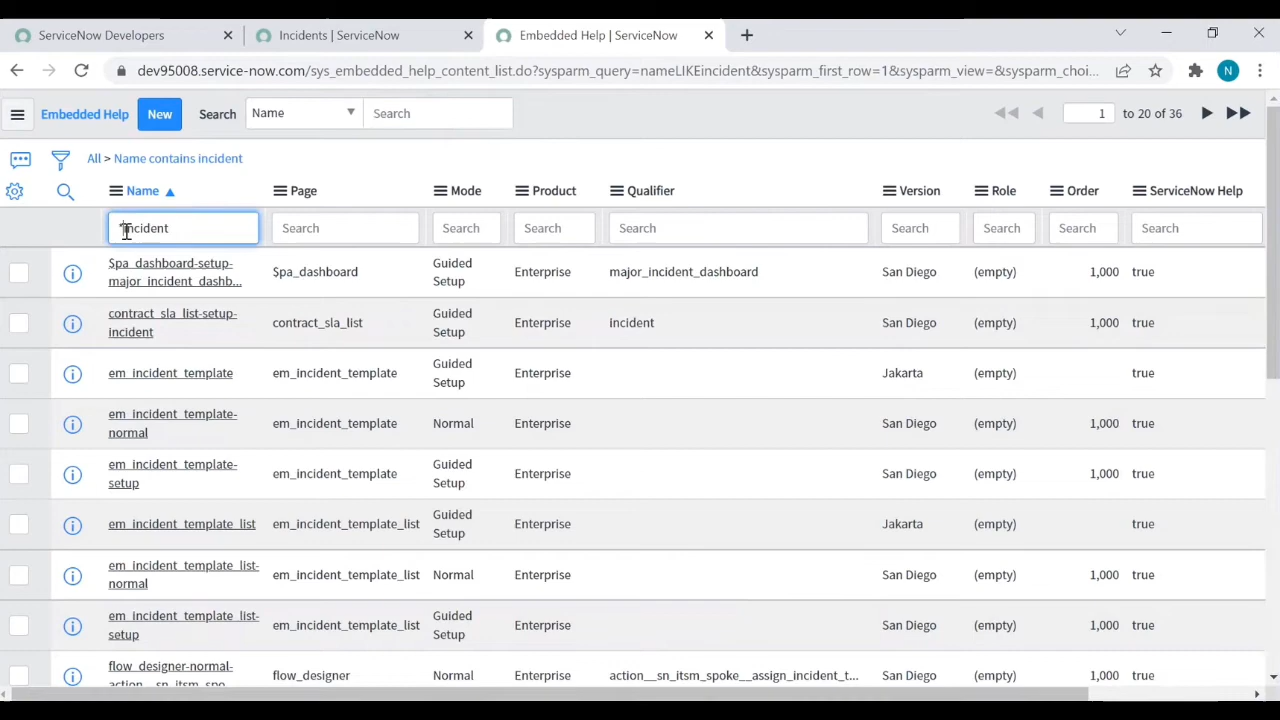 ServiceNow Developers
Incidents | ServiceNow
Embedded Help | ServiceNow
dev95008.service-now.com/sys_embedded_help_content_list.do?sysparm_query=nameLIKEincident&sysparm_first_row=1&sysparm_view=&sysparm_choi...
N
Embedded Help New Search Name Search 1 to 20 of 36
All > Name contains incident
Name Page Mode Product Qualifier Version Role Order ServiceNow Help
*incident Search Search Search Search Search Search Search Search
$pa_dashboard-setup-
major_incident_dashb...
$pa_dashboard
Guided
Setup
Enterprise
major_incident_dashboard
San Diego
(empty)
1,000
true
contract_sla_list-setup-
incident
contract_sla_list
Guided
Setup
Enterprise
incident
San Diego
(empty)
1,000
true
em_incident_template
em_incident_template
Guided
Setup
Enterprise
Jakarta
(empty)
true
em_incident_template-
normal
em_incident_template
Normal
Enterprise
San Diego
(empty)
1,000
true
em_incident_template-
setup
em_incident_template
Guided
Setup
Enterprise
San Diego
(empty)
1,000
true
em_incident_template_list
em_incident_template_list
Guided
Setup
Enterprise
Jakarta
(empty)
true
em_incident_template_list-
normal
em_incident_template_list
Normal
Enterprise
San Diego
(empty)
1,000
true
em_incident_template_list-
setup
em_incident_template_list
Guided
Setup
Enterprise
San Diego
(empty)
1,000
true
flow_designer-normal-
action__sn_itsm_spo...
flow_designer
Normal
Enterprise
action__sn_itsm_spoke__assign_incident_t...
San Diego
(empty)
1,000
true